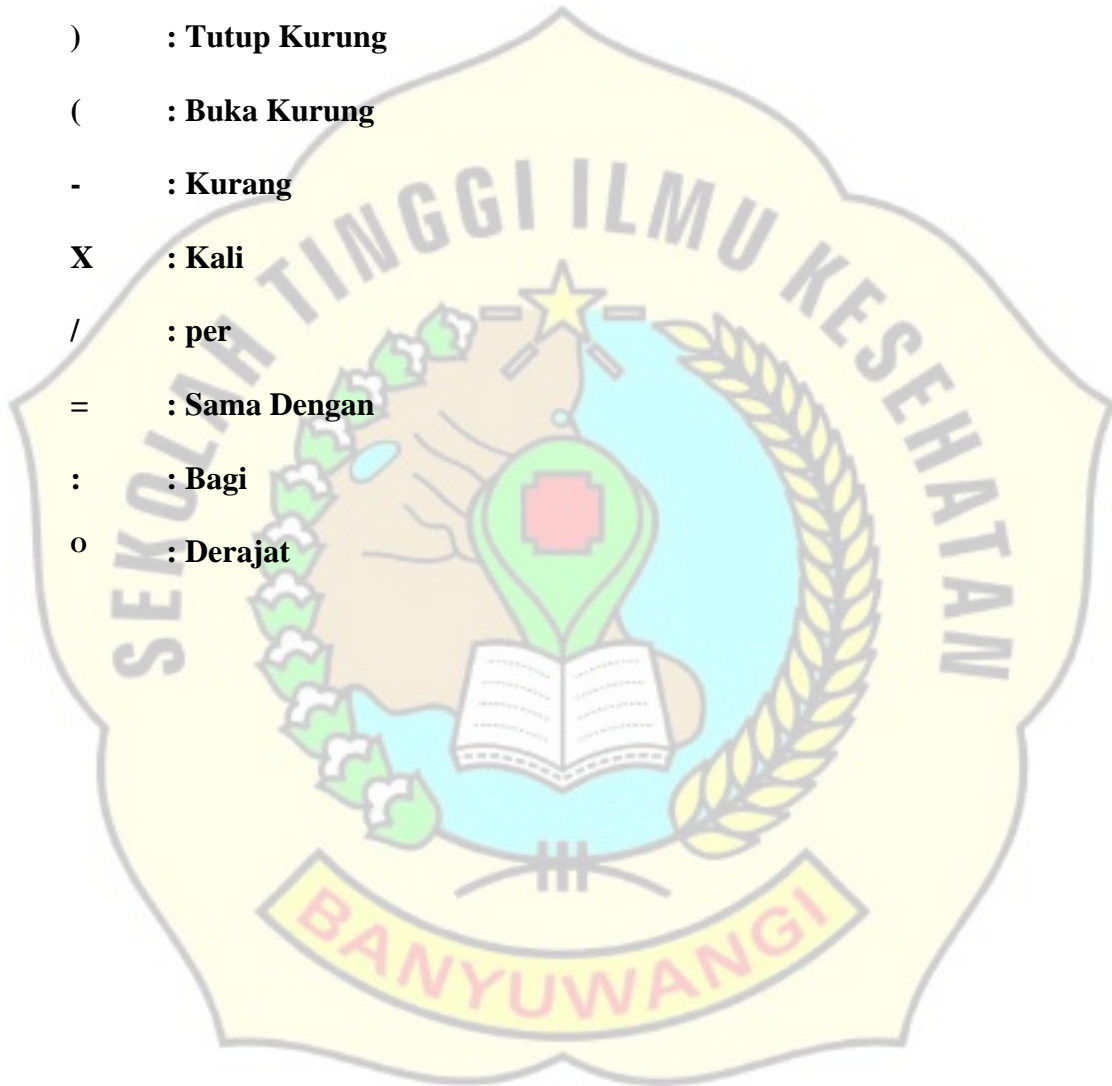 ) : Tutup Kurung
( : Buka Kurung
- : Kurang
X : Kali
/ : per
= : Sama Dengan
: : Bagi
O : Derajat
SEKOLAH TINGGI ILMU KESEHATAN
BANYUWANGI